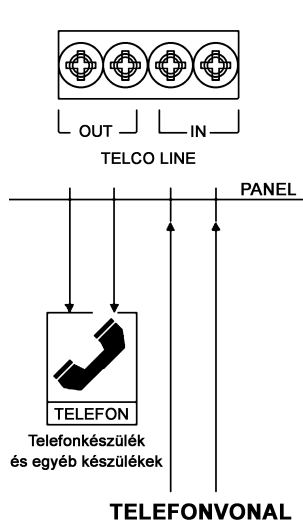 OUT IN
TELCO LINE
PANEL
TELEFON
Telefonkészülék
és egyéb készülékek
TELEFONVONAL